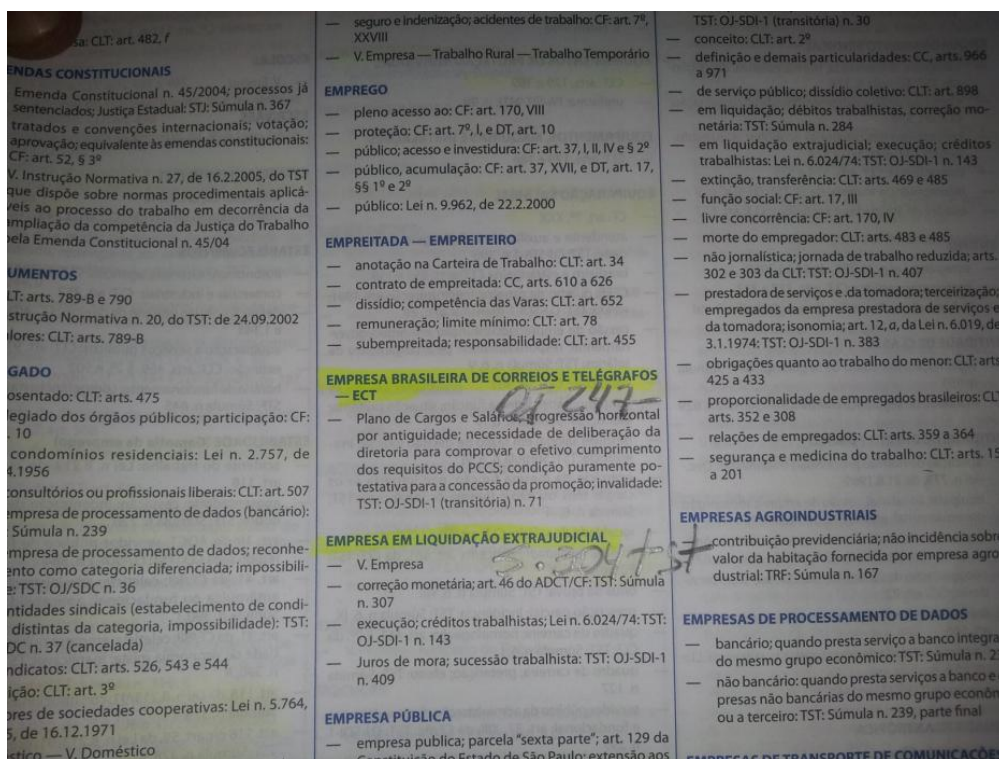 sa: CLT: art. 482, f
ENDAS CONSTITUCIONAIS
Emenda Constitucional n. 45/2004; processos já
sentenciados; Justiça Estadual: STJ: Súmula n. 367
tratados e convenções internacionais; votação;
aprovação; equivalente às emendas constitucionais:
CF: art. 52, § 3º
V. Instrução Normativa n. 27, de 16.2.2005, do TST
que dispõe sobre normas procedimentais aplicá-
veis ao processo do trabalho em decorrência da
ampliação da competência da Justiça do Trabalho
pela Emenda Constitucional n. 45/04
UMENTOS
LT: arts. 789-B e 790
strução Normativa n. 20, do TST: de 24.09.2002
lores: CLT: arts. 789-B
GADO
osentado: CLT: arts. 475
legiado dos órgãos públicos; participação: CF:
. 10
condomínios residenciais: Lei n. 2.757, de
4.1956
consultórios ou profissionais liberais: CLT: art. 507
empresa de processamento de dados (bancário):
Súmula n. 239
mpresa de processamento de dados; reconhe-
ento como categoria diferenciada; impossibili-
e: TST: OJ/SDC n. 36
ntidades sindicais (estabelecimento de condi-
distintas da categoria, impossibilidade): TST:
DC n. 37 (cancelada)
ndicatos: CLT: arts. 526, 543 e 544
ição: CLT: art. 3º
ores de sociedades cooperativas: Lei n. 5.764,
5, de 16.12.1971
stico — V. Doméstico
seguro e indenização; acidentes de trabalho: CF: art. 7º,
XXVIII
— V. Empresa — Trabalho Rural — Trabalho Temporário
EMPREGO
— pleno acesso ao: CF: art. 170, VIII
— proteção: CF: art. 7º, I, e DT, art. 10
— público; acesso e investidura: CF: art. 37, I, II, IV e § 2º
— público, acumulação: CF: art. 37, XVII, e DT, art. 17,
§§ 1º e 2º
— público: Lei n. 9.962, de 22.2.2000
EMPREITADA — EMPREITEIRO
— anotação na Carteira de Trabalho: CLT: art. 34
— contrato de empreitada: CC, arts. 610 a 626
— dissídio; competência das Varas: CLT: art. 652
— remuneração; limite mínimo: CLT: art. 78
— subempreitada; responsabilidade: CLT: art. 455
EMPRESA BRASILEIRA DE CORREIOS E TELÉGRAFOS
— ECT
OJ 247
— Plano de Cargos e Salários, progressão horizontal
por antiguidade; necessidade de deliberação da
diretoria para comprovar o efetivo cumprimento
dos requisitos do PCCS; condição puramente po-
testativa para a concessão da promoção; invalidade:
TST: OJ-SDI-1 (transitória) n. 71
EMPRESA EM LIQUIDAÇÃO EXTRAJUDICIAL
S. 304 TST
— V. Empresa
— correção monetária; art. 46 do ADCT/CF: TST: Súmula
n. 307
— execução; créditos trabalhistas; Lei n. 6.024/74: TST:
OJ-SDI-1 n. 143
— Juros de mora; sucessão trabalhista: TST: OJ-SDI-1
n. 409
EMPRESA PÚBLICA
— empresa publica; parcela "sexta parte"; art. 129 da
Constituição do Estado de São Paulo; extensão aos
TST: OJ-SDI-1 (transitória) n. 30
— conceito: CLT: art. 2º
— definição e demais particularidades: CC, arts. 966
a 971
— de serviço público; dissídio coletivo: CLT: art. 898
— em liquidação; débitos trabalhistas, correção mo-
netária: TST: Súmula n. 284
— em liquidação extrajudicial; execução; créditos
trabalhistas: Lei n. 6.024/74: TST: OJ-SDI-1 n. 143
— extinção, transferência: CLT: arts. 469 e 485
— função social: CF: art. 17, III
— livre concorrência: CF: art. 170, IV
— morte do empregador: CLT: arts. 483 e 485
— não jornalística; jornada de trabalho reduzida; arts.
302 e 303 da CLT: TST: OJ-SDI-1 n. 407
— prestadora de serviços e .da tomadora; terceirização;
empregados da empresa prestadora de serviços e
da tomadora; isonomia; art. 12, a, da Lei n. 6.019, de
3.1.1974: TST: OJ-SDI-1 n. 383
— obrigações quanto ao trabalho do menor: CLT: arts
425 a 433
— proporcionalidade de empregados brasileiros: CL
arts. 352 e 308
— relações de empregados: CLT: arts. 359 a 364
— segurança e medicina do trabalho: CLT: arts. 15
a 201
EMPRESAS AGROINDUSTRIAIS
contribuição previdenciária; não incidência sobre
valor da habitação fornecida por empresa agro
dustrial: TRF: Súmula n. 167
EMPRESAS DE PROCESSAMENTO DE DADOS
— bancário; quando presta serviço a banco integra
do mesmo grupo econômico: TST: Súmula n. 2
— não bancário: quando presta serviços a banco e
presas não bancárias do mesmo grupo econôm
ou a terceiro: TST: Súmula n. 239, parte final
EMPRESAS DE TRANSPORTE DE COMUNICAÇÕE